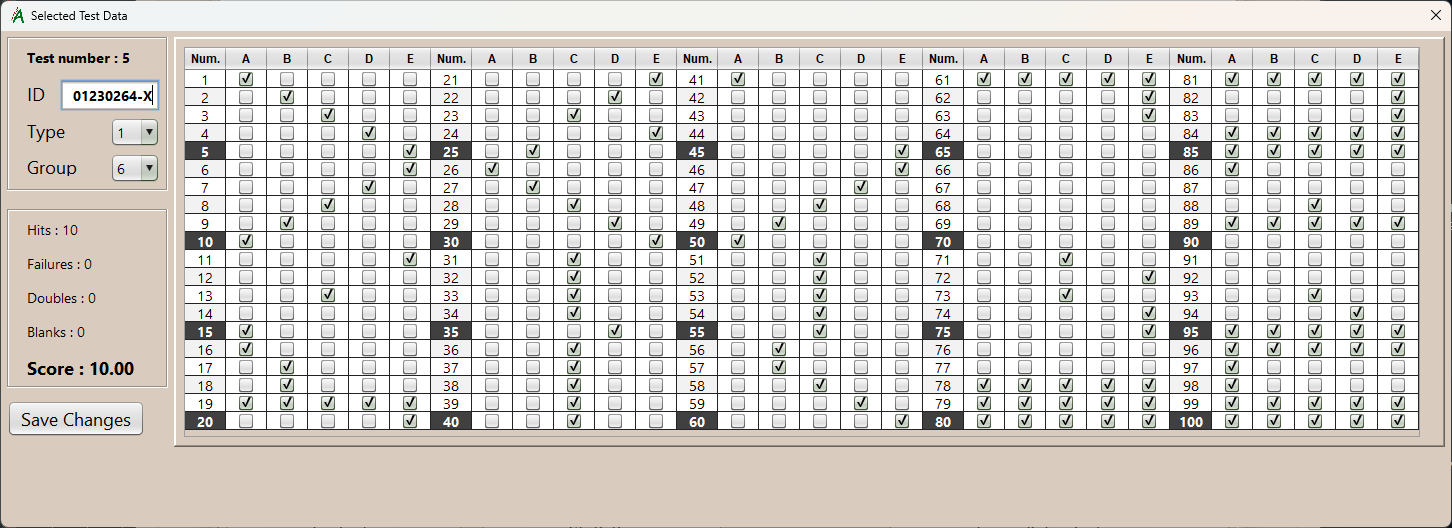 Selected Test Data
Test number : 5
ID 01230264-X
Type 1
Group 6
Hits : 10
Failures : 0
Doubles : 0
Blanks : 0
Score : 10.00
Save Changes
Num. A B C D E Num. A B C D E Num. A B C D E Num. A B C D E Num. A B C D E
1 21 41 61 81
2 22 42 62 82
3 23 43 63 83
4 24 44 64 84
5 25 45 65 85
6 26 46 66 86
7 27 47 67 87
8 28 48 68 88
9 29 49 69 89
10 30 50 70 90
11 31 51 71 91
12 32 52 72 92
13 33 53 73 93
14 34 54 74 94
15 35 55 75 95
16 36 56 76 96
17 37 57 77 97
18 38 58 78 98
19 39 59 79 99
20 40 60 80 100